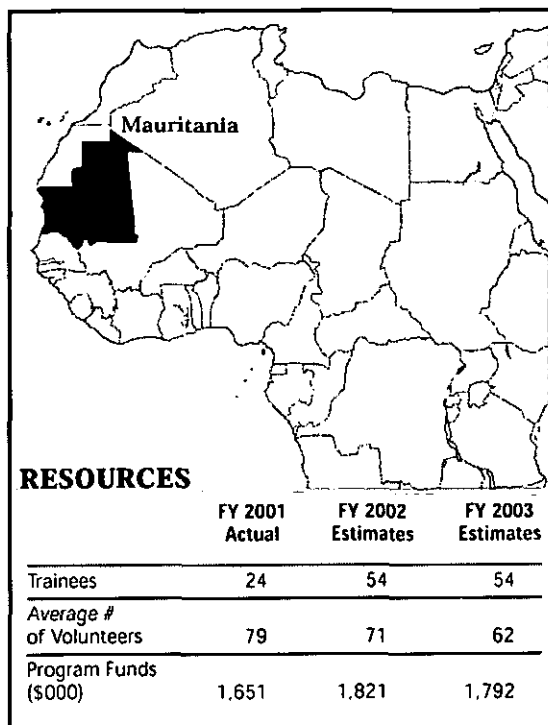 Mauritania
RESOURCES
FY 2001 FY 2002 FY 2003
Actual Estimates Estimates
Trainees 24 54 54
Average #
of Volunteers 79 71 62
Program Funds
($000) 1,651 1,821 1,792